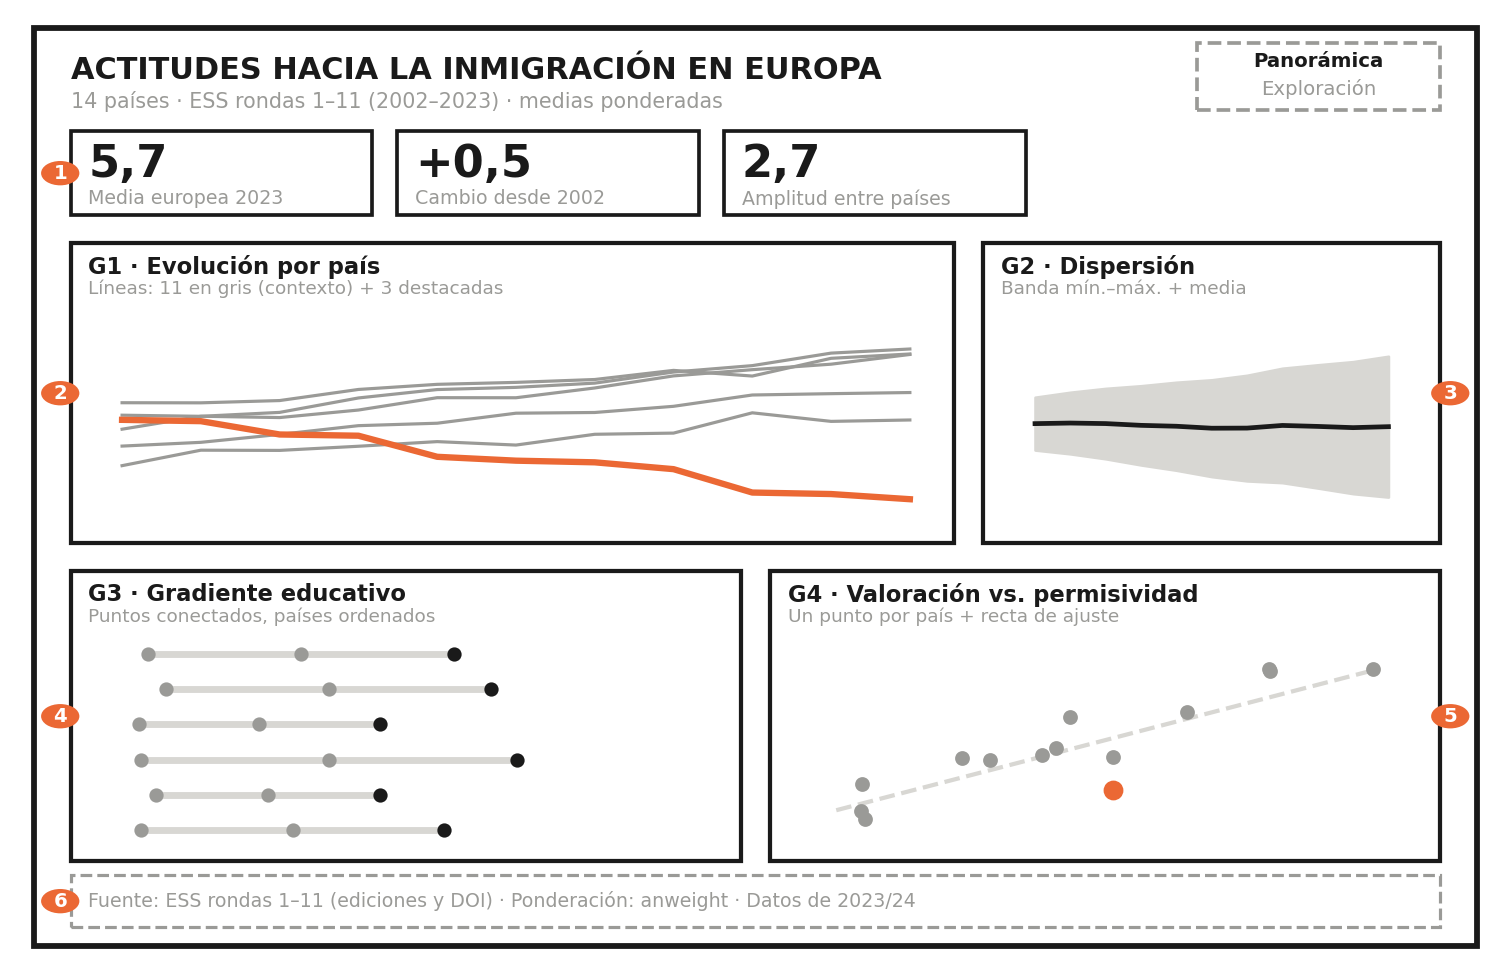 ACTITUDES HACIA LA INMIGRACIÓN EN EUROPA
14 países · ESS rondas 1–11 (2002–2023) · medias ponderadas
Panorámica
Exploración
1
5,7
Media europea 2023
+0,5
Cambio desde 2002
2,7
Amplitud entre países
G1 · Evolución por país
Líneas: 11 en gris (contexto) + 3 destacadas
2
G2 · Dispersión
Banda mín.–máx. + media
3
G3 · Gradiente educativo
Puntos conectados, países ordenados
4
G4 · Valoración vs. permisividad
Un punto por país + recta de ajuste
5
6
Fuente: ESS rondas 1–11 (ediciones y DOI) · Ponderación: anweight · Datos de 2023/24